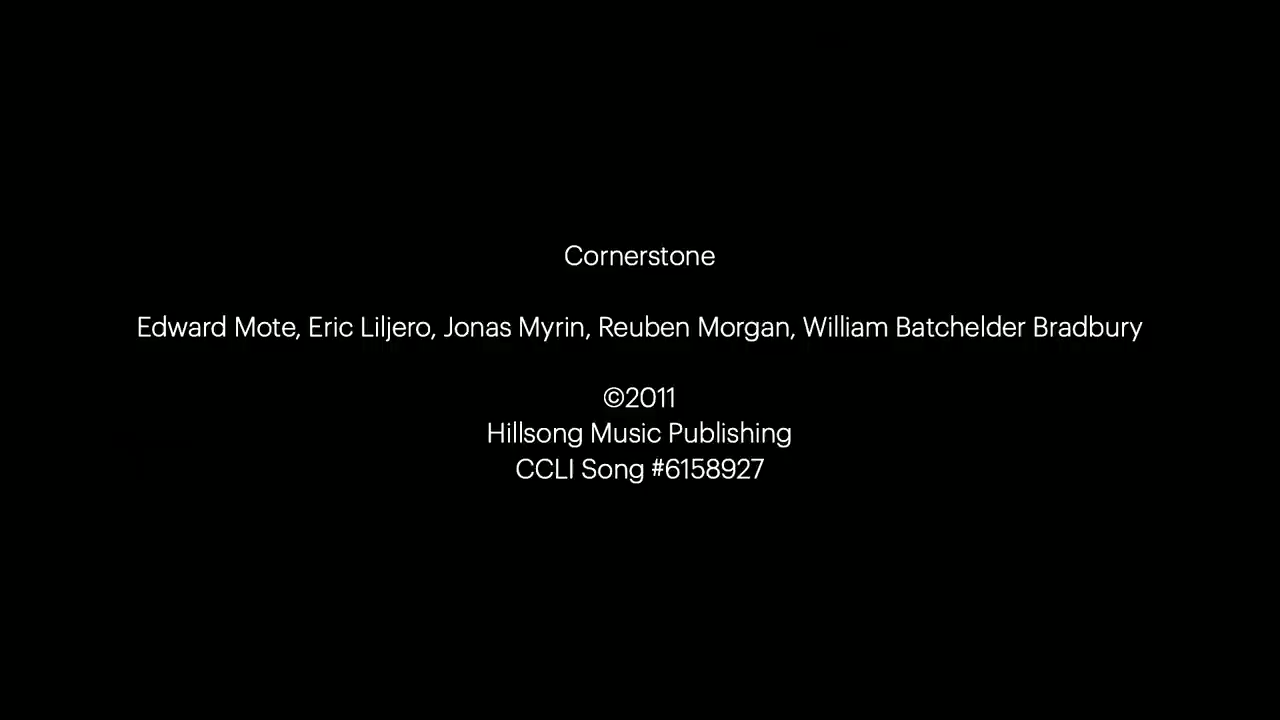 Cornerstone
Edward Mote, Eric Liljero, Jonas Myrin, Reuben Morgan, William Batchelder Bradbury
©2011
Hillsong Music Publishing
CCLI Song #6158927